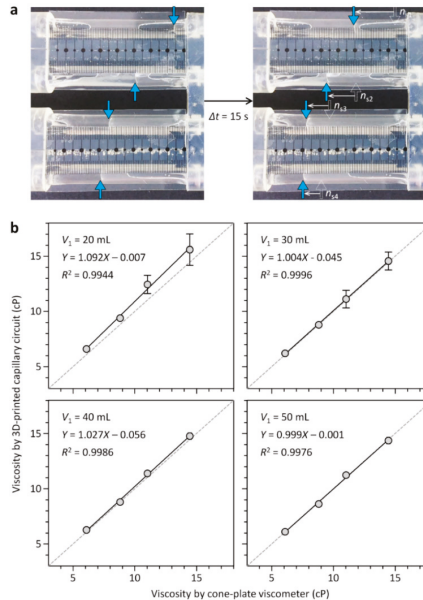 a
n
n_s2
n_s3
Δt = 15 s
n_s4
b
V₁ = 20 mL
Y = 1.092X – 0.007
R² = 0.9944
V₁ = 30 mL
Y = 1.004X - 0.045
R² = 0.9996
15
10
5
V₁ = 40 mL
Y = 1.027X – 0.056
R² = 0.9986
V₁ = 50 mL
Y = 0.999X – 0.001
R² = 0.9976
15
10
5
5 10 15 5 10 15
Viscosity by 3D-printed capillary circuit (cP)
Viscosity by cone-plate viscometer (cP)